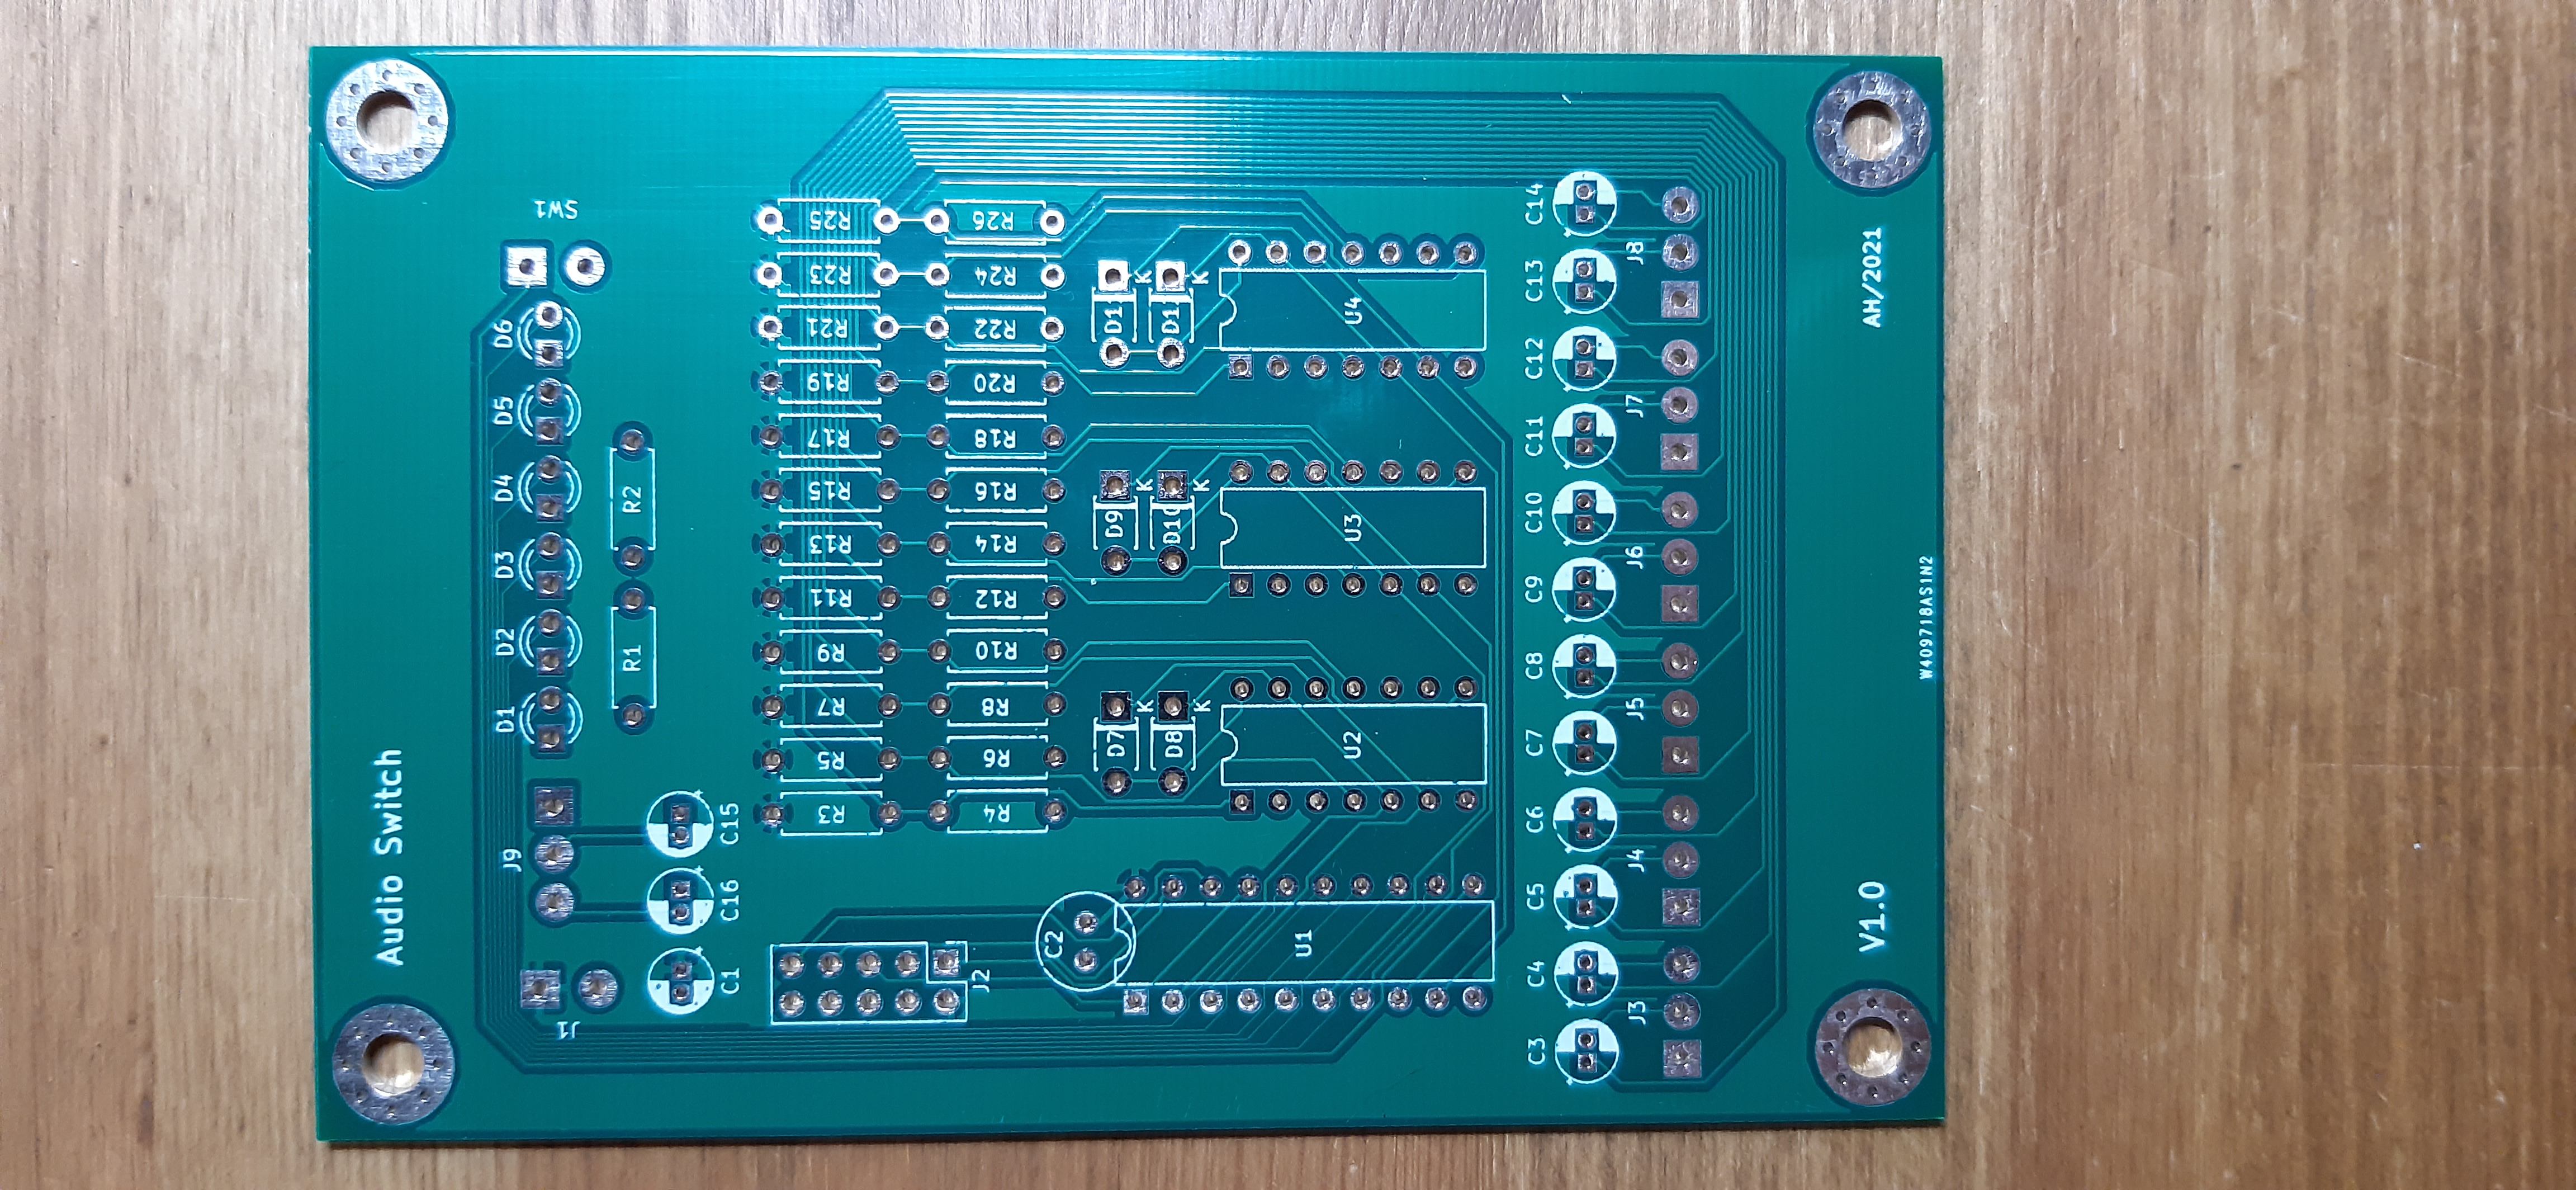 Audio Switch
J9 D1 D2 D3 D4 D5 D6
J1 SW1
R1 R2
C1 C16 C15
R3 R5 R7 R9 R11 R13 R15 R17 R19 R21 R23 R25
J2
R4 R6 R8 R10 R12 R14 R16 R18 R20 R22 R24 R26
C2
D7 D9
K K K
D8 D10
K K K
U1 U2 U3 U4
C3 C4 C5 C6 C7 C8 C9 C10 C11 C12 C13 C14
J3 J4 J5 J6 J7 J8
V1.0 AH/2021
W409718AS1N2